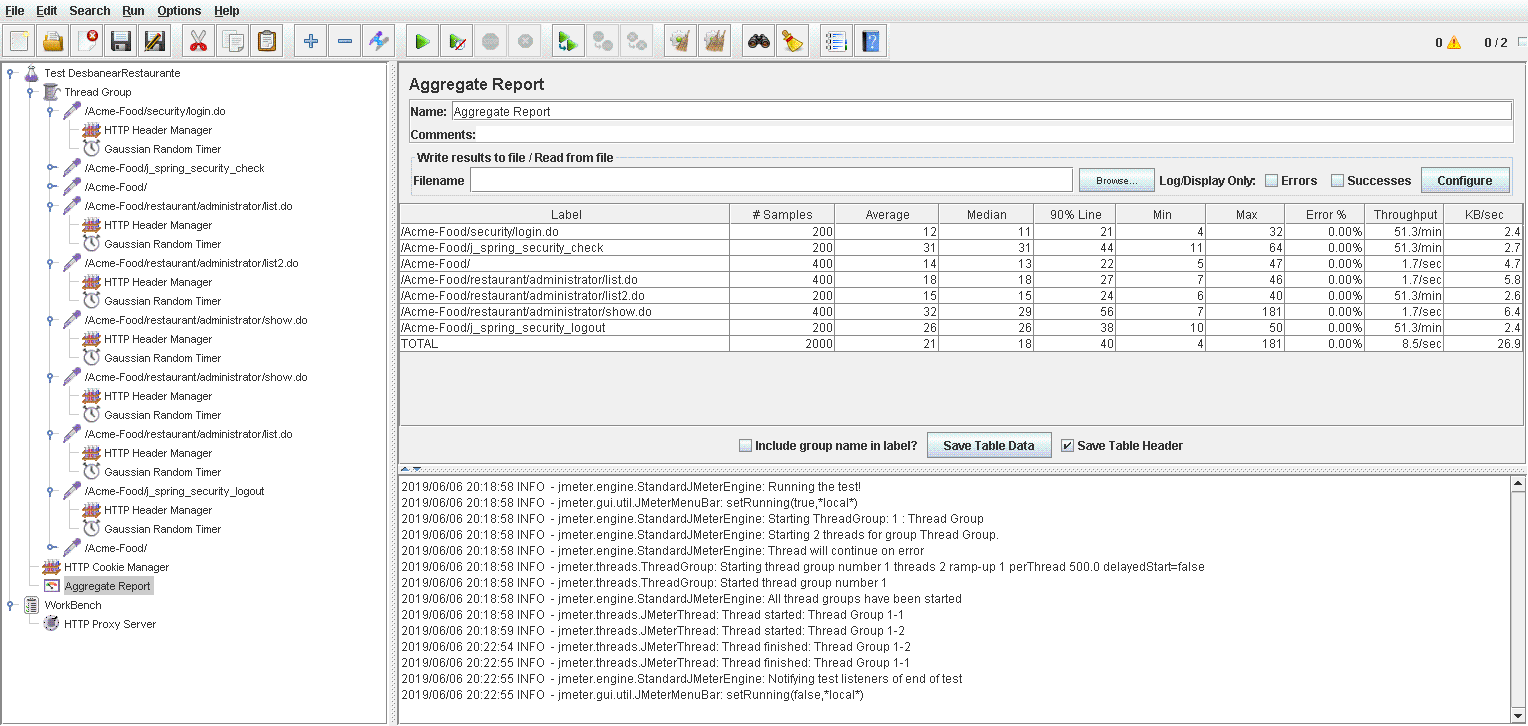 File Edit Search Run Options Help
0 0 / 2
Test DesbanearRestaurante
Thread Group
/Acme-Food/security/login.do
HTTP Header Manager
Gaussian Random Timer
/Acme-Food/j_spring_security_check
/Acme-Food/
/Acme-Food/restaurant/administrator/list.do
HTTP Header Manager
Gaussian Random Timer
/Acme-Food/restaurant/administrator/list2.do
HTTP Header Manager
Gaussian Random Timer
/Acme-Food/restaurant/administrator/show.do
HTTP Header Manager
Gaussian Random Timer
/Acme-Food/restaurant/administrator/show.do
HTTP Header Manager
Gaussian Random Timer
/Acme-Food/restaurant/administrator/list.do
HTTP Header Manager
Gaussian Random Timer
/Acme-Food/j_spring_security_logout
HTTP Header Manager
Gaussian Random Timer
/Acme-Food/
HTTP Cookie Manager
Aggregate Report
WorkBench
HTTP Proxy Server
Aggregate Report
Name: Aggregate Report
Comments:
Write results to file / Read from file
Filename Browse... Log/Display Only: Errors Successes Configure
Label # Samples Average Median 90% Line Min Max Error % Throughput KB/sec
/Acme-Food/security/login.do 200 12 11 21 4 32 0.00% 51.3/min 2.4
/Acme-Food/j_spring_security_check 200 31 31 44 11 64 0.00% 51.3/min 2.7
/Acme-Food/ 400 14 13 22 5 47 0.00% 1.7/sec 4.7
/Acme-Food/restaurant/administrator/list.do 400 18 18 27 7 46 0.00% 1.7/sec 5.8
/Acme-Food/restaurant/administrator/list2.do 200 15 15 24 6 40 0.00% 51.3/min 2.6
/Acme-Food/restaurant/administrator/show.do 400 32 29 56 7 181 0.00% 1.7/sec 6.4
/Acme-Food/j_spring_security_logout 200 26 26 38 10 50 0.00% 51.3/min 2.4
TOTAL 2000 21 18 40 4 181 0.00% 8.5/sec 26.9
Include group name in label? Save Table Data Save Table Header
2019/06/06 20:18:58 INFO - jmeter.engine.StandardJMeterEngine: Running the test!
2019/06/06 20:18:58 INFO - jmeter.gui.util.JMeterMenuBar: setRunning(true,*local*)
2019/06/06 20:18:58 INFO - jmeter.engine.StandardJMeterEngine: Starting ThreadGroup: 1 : Thread Group
2019/06/06 20:18:58 INFO - jmeter.engine.StandardJMeterEngine: Starting 2 threads for group Thread Group.
2019/06/06 20:18:58 INFO - jmeter.engine.StandardJMeterEngine: Thread will continue on error
2019/06/06 20:18:58 INFO - jmeter.threads.ThreadGroup: Starting thread group number 1 threads 2 ramp-up 1 perThread 500.0 delayedStart=false
2019/06/06 20:18:58 INFO - jmeter.threads.ThreadGroup: Started thread group number 1
2019/06/06 20:18:58 INFO - jmeter.engine.StandardJMeterEngine: All thread groups have been started
2019/06/06 20:18:58 INFO - jmeter.threads.JMeterThread: Thread started: Thread Group 1-1
2019/06/06 20:18:59 INFO - jmeter.threads.JMeterThread: Thread started: Thread Group 1-2
2019/06/06 20:22:54 INFO - jmeter.threads.JMeterThread: Thread finished: Thread Group 1-2
2019/06/06 20:22:55 INFO - jmeter.threads.JMeterThread: Thread finished: Thread Group 1-1
2019/06/06 20:22:55 INFO - jmeter.engine.StandardJMeterEngine: Notifying test listeners of end of test
2019/06/06 20:22:55 INFO - jmeter.gui.util.JMeterMenuBar: setRunning(false,*local*)